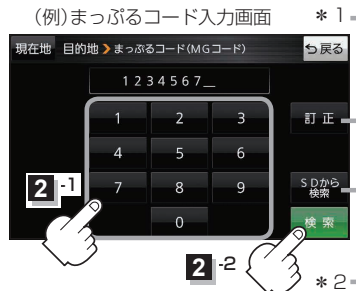 (例)まっぷるコード入力画面
＊1
現在地 目的地 まっぷるコード(MGコード) 戻る
1234567_
1 2 3 訂正
4 5 6
2-1 7 8 9 SDから検索
0 検索
2-2
＊2